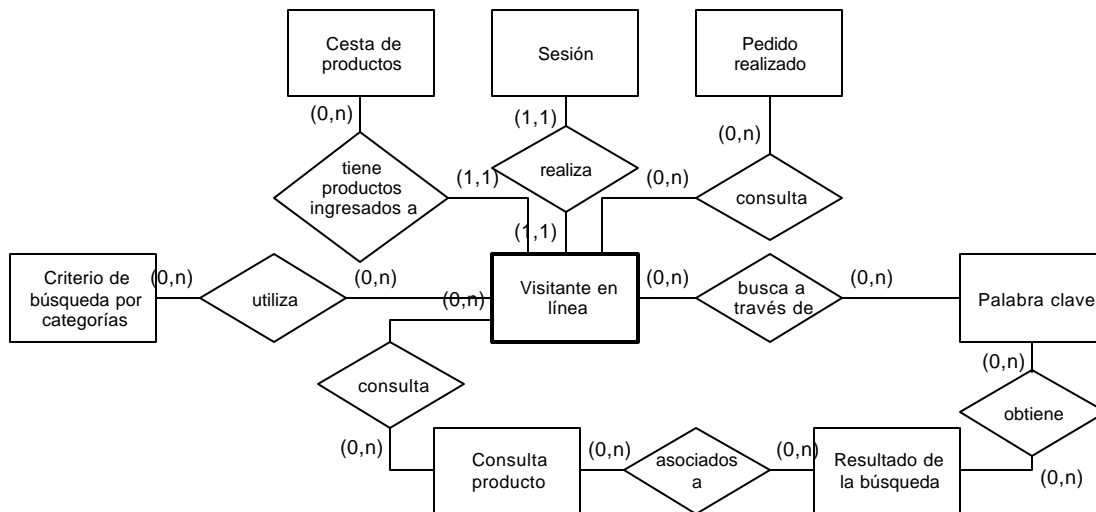 Cesta de
productos
Sesión
Pedido
realizado
(0,n)
(1,1)
(0,n)
tiene
productos
ingresados a
(1,1)
realiza
(0,n)
consulta
(1,1)
Criterio de
búsqueda por
categorías
(0,n)
utiliza
(0,n)
(0,n)
Visitante en
línea
(0,n)
busca a
través de
(0,n)
Palabra clave
consulta
(0,n)
obtiene
(0,n)
Consulta
producto
(0,n)
asociados
a
(0,n)
Resultado de
la búsqueda
(0,n)